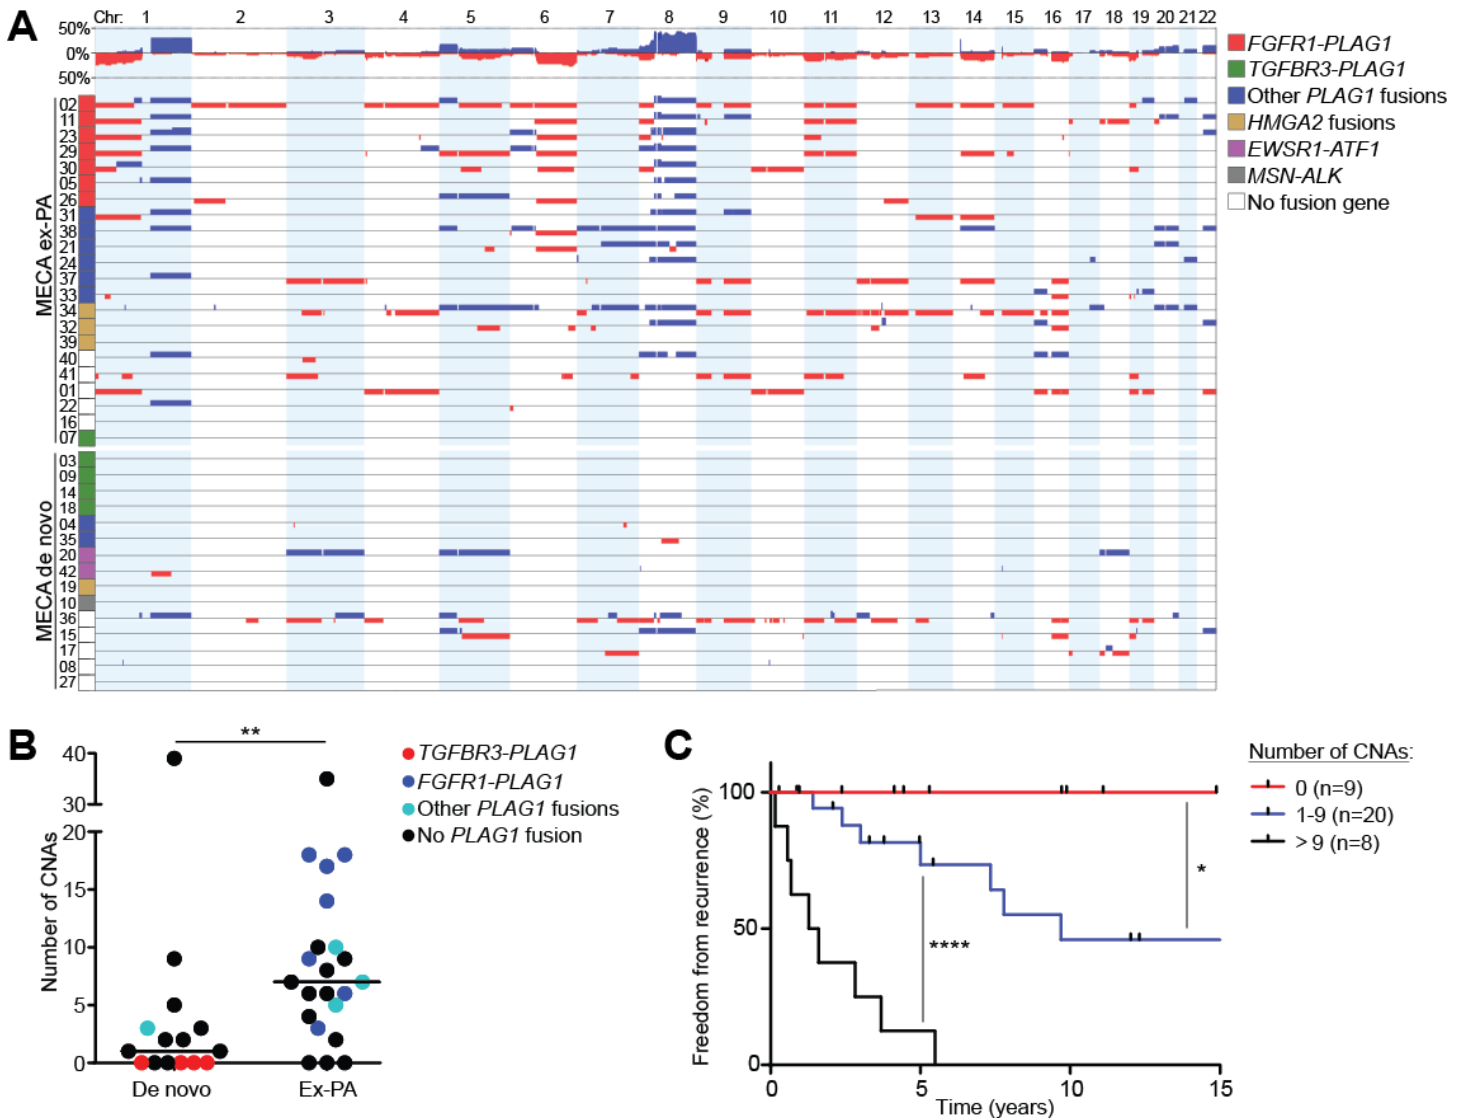 A
Chr: 1 2 3 4 5 6 7 8 9 10 11 12 13 14 15 16 17 18 19 20 21 22
50%
0%
50%
MECA ex-PA
02
11
23
29
30
05
26
31
38
21
24
37
33
34
32
39
40
41
01
22
16
07
MECA de novo
03
09
14
18
04
35
20
42
19
10
36
15
17
08
27
FGFR1-PLAG1
TGFBR3-PLAG1
Other PLAG1 fusions
HMGA2 fusions
EWSR1-ATF1
MSN-ALK
No fusion gene
B
**
40
30
20
15
10
5
0
Number of CNAs
De novo Ex-PA
TGFBR3-PLAG1
FGFR1-PLAG1
Other PLAG1 fusions
No PLAG1 fusion
C
100
50
0
Freedom from recurrence (%)
****
*
0 5 10 15
Time (years)
Number of CNAs:
0 (n=9)
1-9 (n=20)
> 9 (n=8)